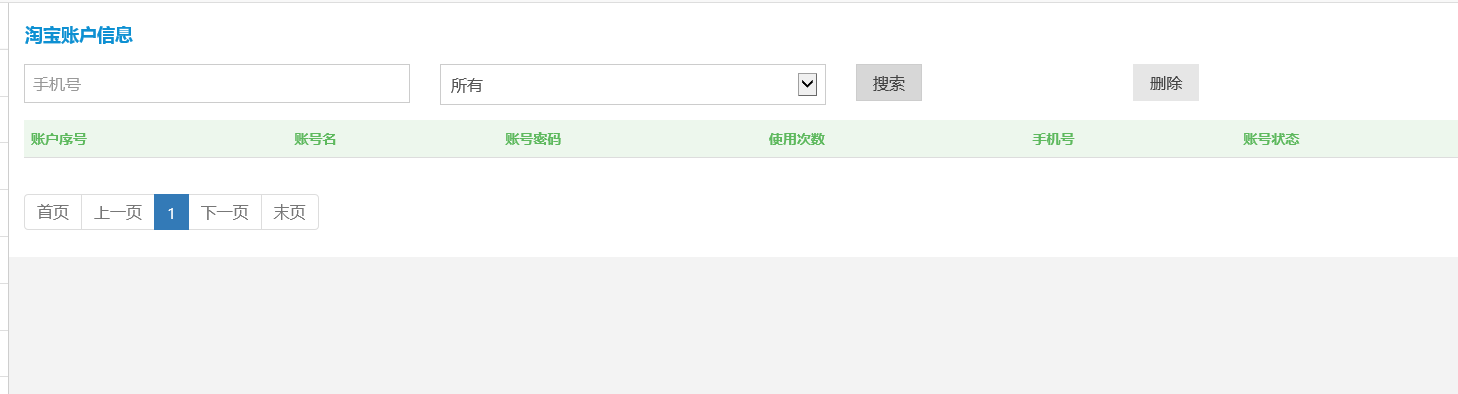 淘宝账户信息
手机号 所有 搜索 删除
账户序号 账号名 账号密码 使用次数 手机号 账号状态
首页 上一页 1 下一页 末页